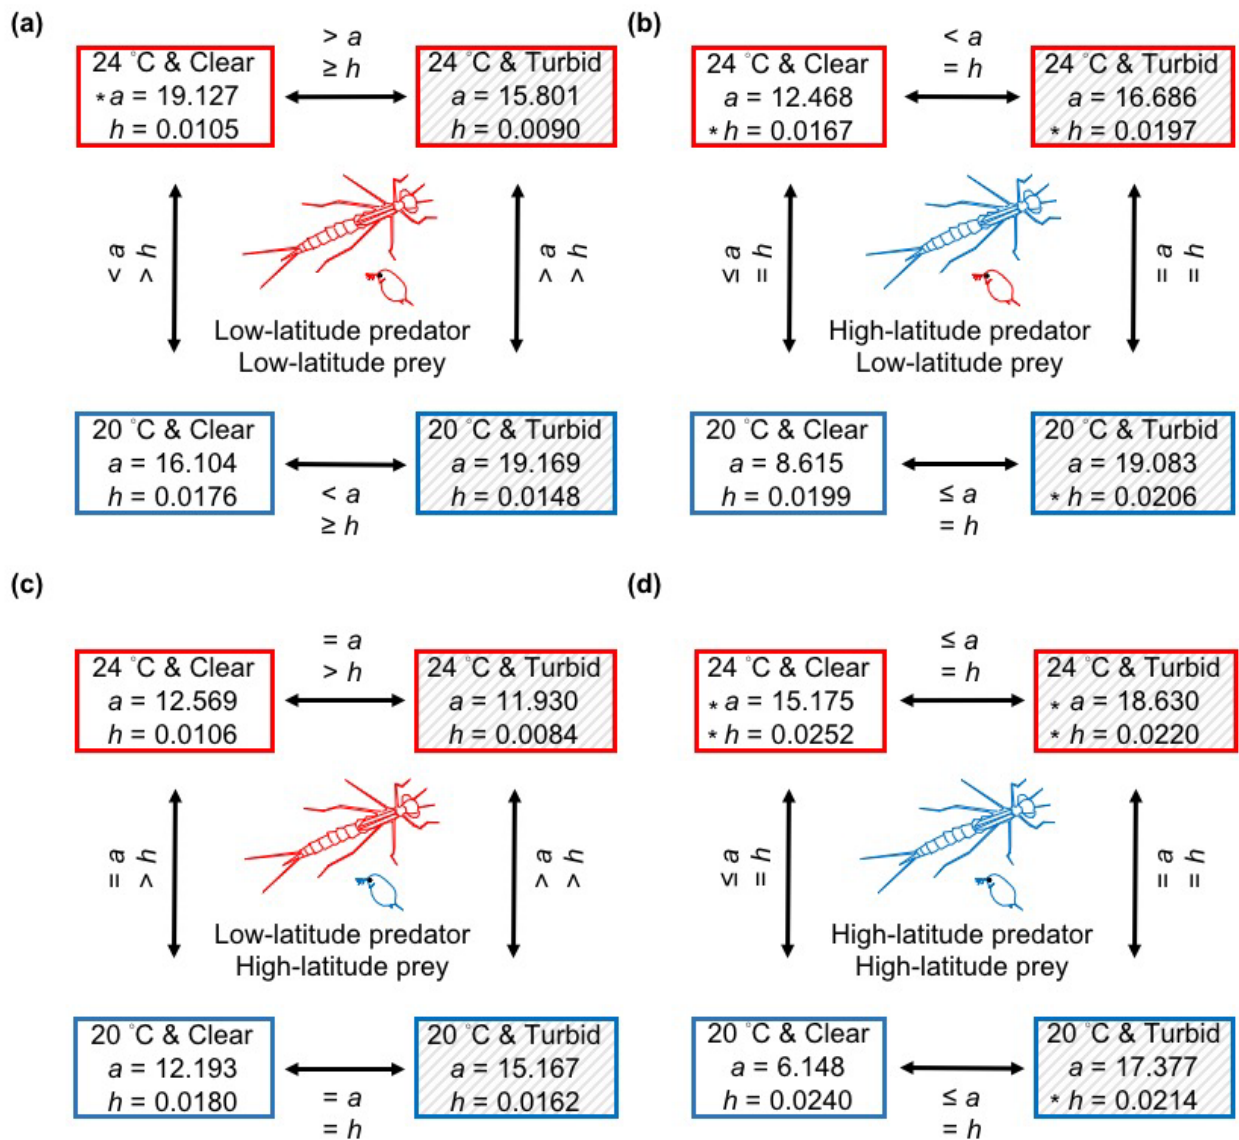 (a)
> a
≥ h
24 °C & Clear
* a = 19.127
h = 0.0105
24 °C & Turbid
a = 15.801
h = 0.0090
< a
> h
> a
> h
Low-latitude predator
Low-latitude prey
20 °C & Clear
a = 16.104
h = 0.0176
20 °C & Turbid
a = 19.169
h = 0.0148
< a
≥ h
(b)
< a
= h
24 °C & Clear
a = 12.468
* h = 0.0167
24 °C & Turbid
a = 16.686
* h = 0.0197
≤ a
= h
= a
= h
High-latitude predator
Low-latitude prey
20 °C & Clear
a = 8.615
h = 0.0199
20 °C & Turbid
a = 19.083
* h = 0.0206
≤ a
= h
(c)
= a
> h
24 °C & Clear
a = 12.569
h = 0.0106
24 °C & Turbid
a = 11.930
h = 0.0084
= a
> h
> a
> h
Low-latitude predator
High-latitude prey
20 °C & Clear
a = 12.193
h = 0.0180
20 °C & Turbid
a = 15.167
h = 0.0162
= a
= h
(d)
≤ a
= h
24 °C & Clear
* a = 15.175
* h = 0.0252
24 °C & Turbid
* a = 18.630
* h = 0.0220
≤ a
= h
= a
= h
High-latitude predator
High-latitude prey
20 °C & Clear
a = 6.148
h = 0.0240
20 °C & Turbid
a = 17.377
* h = 0.0214
≤ a
= h